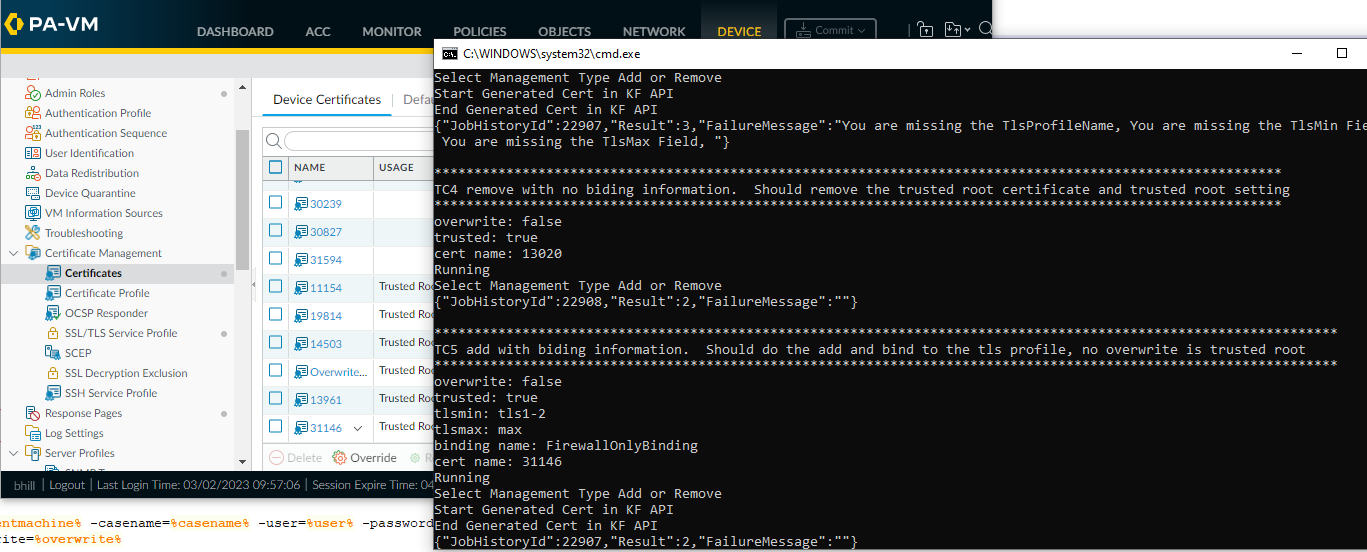 PA-VM
DASHBOARD ACC MONITOR POLICIES OBJECTS NETWORK DEVICE Commit
Admin Roles
Authentication Profile
Authentication Sequence
User Identification
Data Redistribution
Device Quarantine
VM Information Sources
Troubleshooting
Certificate Management
Certificates
Certificate Profile
OCSP Responder
SSL/TLS Service Profile
SCEP
SSL Decryption Exclusion
SSH Service Profile
Response Pages
Log Settings
Server Profiles
Device Certificates
NAME USAGE
30239
30827
31594
11154 Trusted Roo
19814 Trusted Roo
14503 Trusted Roo
Overwrite... Trusted Roo
13961 Trusted Roo
31146 Trusted Roo
Delete Override
bhill | Logout | Last Login Time: 03/02/2023 09:57:06 | Session Expire Time: 04
entmachine% -casename=%casename% -user=%user% -password
ite=%overwrite%
C:\WINDOWS\system32\cmd.exe
Select Management Type Add or Remove
Start Generated Cert in KF API
End Generated Cert in KF API
{"JobHistoryId":22907,"Result":3,"FailureMessage":"You are missing the TlsProfileName, You are missing the TlsMin Fie
You are missing the TlsMax Field, "}
**********************************************************************************************************
TC4 remove with no biding information.  Should remove the trusted root certificate and trusted root setting
**********************************************************************************************************
overwrite: false
trusted: true
cert name: 13020
Running
Select Management Type Add or Remove
{"JobHistoryId":22908,"Result":2,"FailureMessage":""}
*****************************************************************************************************************
TC5 add with biding information.  Should do the add and bind to the tls profile, no overwrite is trusted root
*****************************************************************************************************************
overwrite: false
trusted: true
tlsmin: tls1-2
tlsmax: max
binding name: FirewallOnlyBinding
cert name: 31146
Running
Select Management Type Add or Remove
Start Generated Cert in KF API
End Generated Cert in KF API
{"JobHistoryId":22907,"Result":2,"FailureMessage":""}